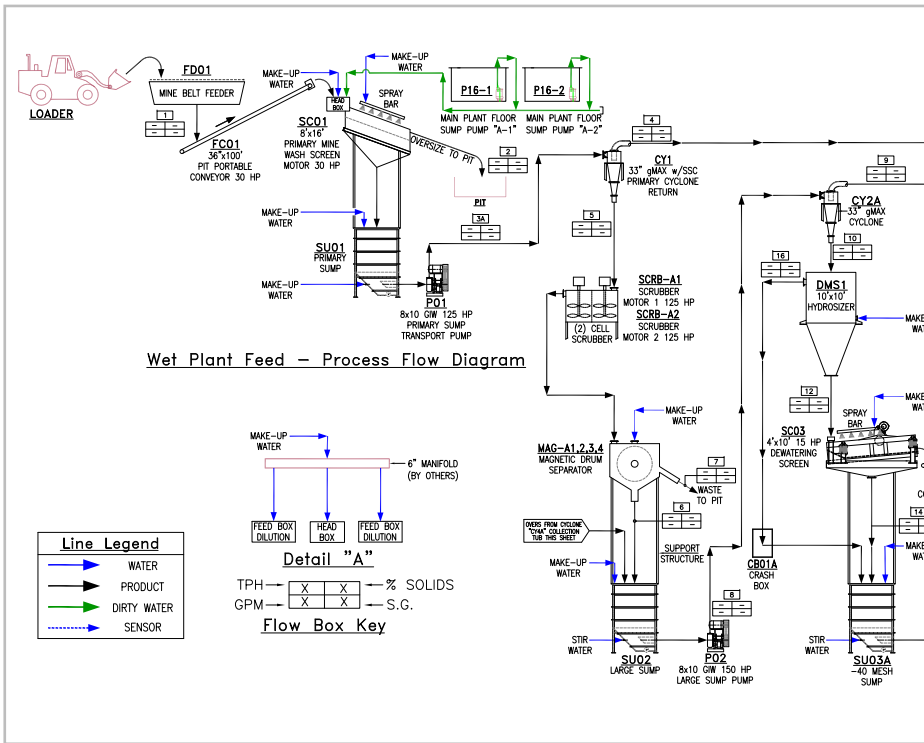 LOADER
FD01
MINE BELT FEEDER
1
FC01
36"x100'
PIT PORTABLE
CONVEYOR 30 HP
MAKE-UP
WATER
HEAD
BOX
MAKE-UP
WATER
SPRAY
BAR
SC01
8'x16'
PRIMARY MINE
WASH SCREEN
MOTOR 30 HP
OVERSIZE TO PIT
2
PIT
P16-1
MAIN PLANT FLOOR
SUMP PUMP "A-1"
P16-2
MAIN PLANT FLOOR
SUMP PUMP "A-2"
MAKE-UP
WATER
SU01
PRIMARY
SUMP
MAKE-UP
WATER
3A
P01
8x10 GIW 125 HP
PRIMARY SUMP
TRANSPORT PUMP
4
CY1
33" gMAX w/SSC
PRIMARY CYCLONE
RETURN
5
SCRB-A1
SCRUBBER
MOTOR 1 125 HP
SCRB-A2
SCRUBBER
MOTOR 2 125 HP
(2) CELL
SCRUBBER
9
CY2A
33" gMAX
CYCLONE
10
16
DMS1
10'x10'
HYDROSIZER
MAKE-
WAT
12
MAKE
WAT
SPRAY
BAR
SC03
4'x10' 15 HP
DEWATERING
SCREEN
C
CO
14
MAKE
WAT
Wet Plant Feed - Process Flow Diagram
MAKE-UP
WATER
MAG-A1,2,3,4
MAGNETIC DRUM
SEPARATOR
7
WASTE
TO PIT
6
OVERS FROM CYCLONE
"CY4A" COLLECTION
TUB THIS SHEET
SUPPORT
STRUCTURE
MAKE-UP
WATER
CB01A
CRASH
BOX
8
STIR
WATER
SU02
LARGE SUMP
P02
8x10 GIW 150 HP
LARGE SUMP PUMP
STIR
WATER
SU03A
-40 MESH
SUMP
MAKE-UP
WATER
6" MANIFOLD
(BY OTHERS)
FEED BOX
DILUTION
HEAD
BOX
FEED BOX
DILUTION
Detail "A"
TPH X X % SOLIDS
GPM X X S.G.
Flow Box Key
Line Legend
WATER
PRODUCT
DIRTY WATER
SENSOR